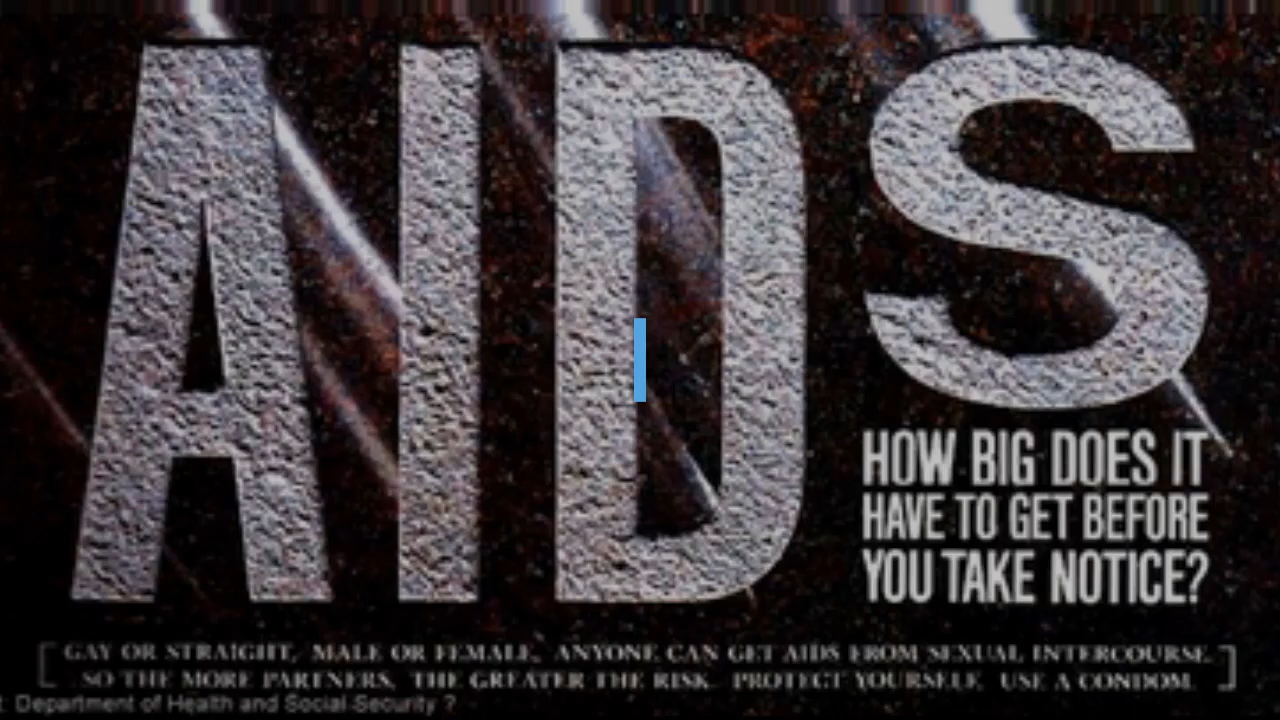 AIDS
HOW BIG DOES IT
HAVE TO GET BEFORE
YOU TAKE NOTICE?
GAY OR STRAIGHT, MALE OR FEMALE, ANYONE CAN GET AIDS FROM SEXUAL INTERCOURSE.
SO THE MORE PARTNERS, THE GREATER THE RISK. PROTECT YOURSELF. USE A CONDOM.
: Department of Health and Social Security ?